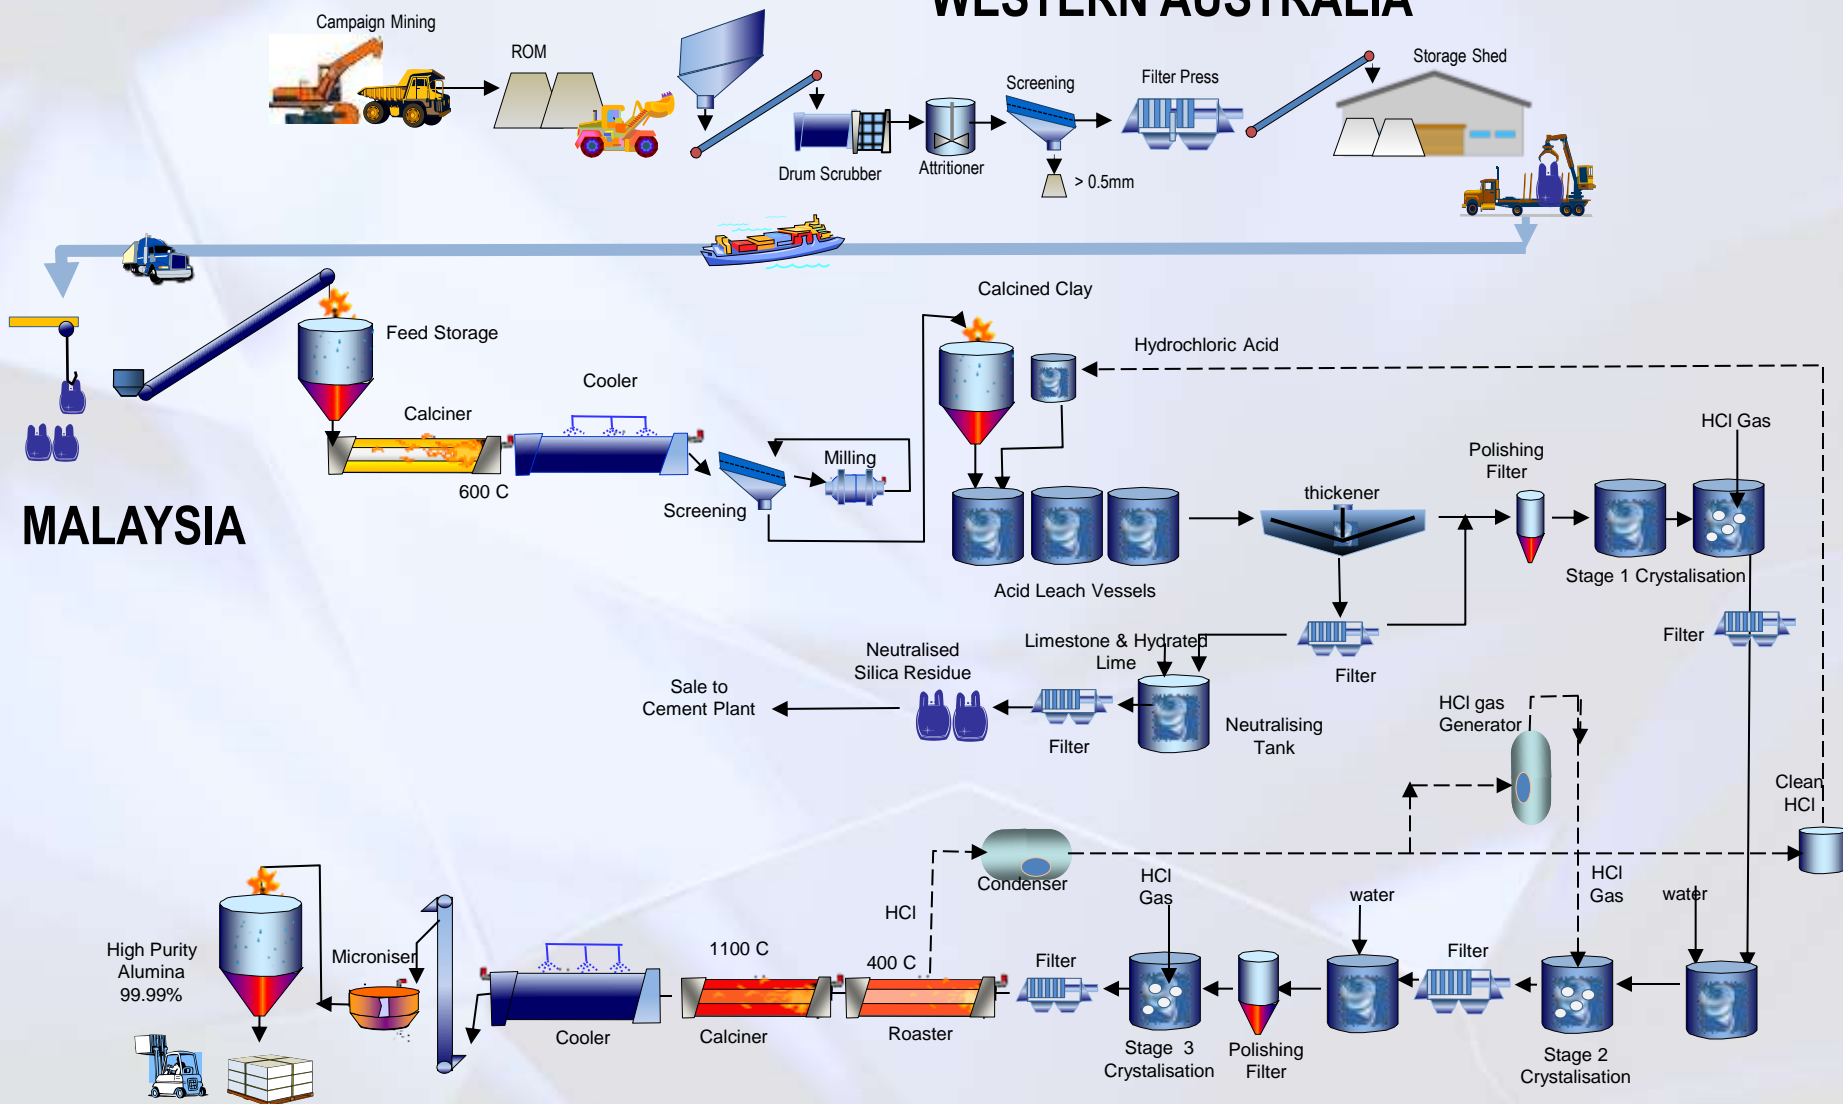 WESTERN AUSTRALIA
Campaign Mining
ROM
Drum Scrubber
Attritioner
Screening
> 0.5mm
Filter Press
Storage Shed
MALAYSIA
Feed Storage
Calciner
600 C
Cooler
Screening
Milling
Calcined Clay
Hydrochloric Acid
Acid Leach Vessels
thickener
Polishing
Filter
HCl Gas
Stage 1 Crystalisation
Filter
Filter
Limestone & Hydrated
Lime
Neutralising
Tank
Filter
Neutralised
Silica Residue
Sale to
Cement Plant
HCl gas
Generator
Clean
HCl
Condenser
HCl
HCl
Gas
water
HCl
Gas
water
Stage 2
Crystalisation
Filter
Polishing
Filter
Stage 3
Crystalisation
Filter
400 C
Roaster
1100 C
Calciner
Cooler
Microniser
High Purity
Alumina
99.99%